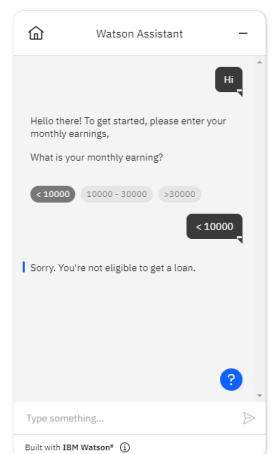 Watson Assistant
Hi
Hello there! To get started, please enter your
monthly earnings,
What is your monthly earning?
< 10000 10000 - 30000 >30000
< 10000
Sorry. You're not eligible to get a loan.
?
Type something...
Built with IBM Watson® i